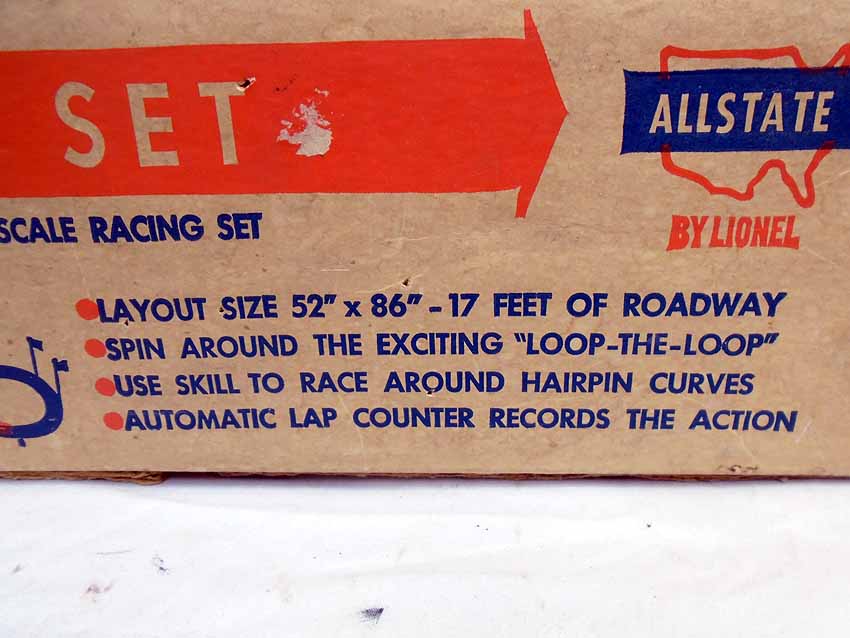 SET
ALLSTATE
BY LIONEL
SCALE RACING SET
LAYOUT SIZE 52" x 86" - 17 FEET OF ROADWAY
SPIN AROUND THE EXCITING "LOOP-THE-LOOP"
USE SKILL TO RACE AROUND HAIRPIN CURVES
AUTOMATIC LAP COUNTER RECORDS THE ACTION